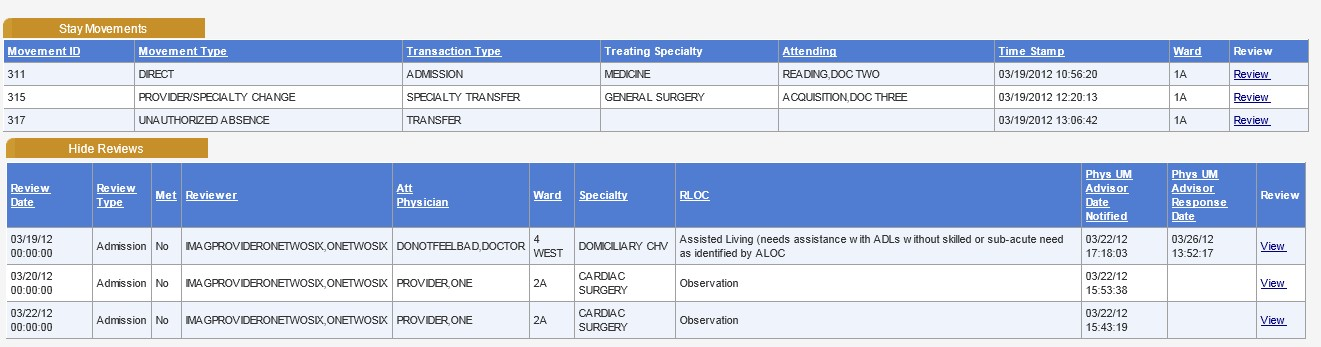 Stay Movements
Movement ID Movement Type Transaction Type Treating Specialty Attending Time Stamp Ward Review
311 DIRECT ADMISSION MEDICINE READING,DOC TWO 03/19/2012 10:56:20 1A Review
315 PROVIDER/SPECIALTY CHANGE SPECIALTY TRANSFER GENERAL SURGERY ACQUISITION,DOC THREE 03/19/2012 12:20:13 1A Review
317 UNAUTHORIZED ABSENCE TRANSFER 03/19/2012 13:06:42 1A Review
Hide Reviews
Review Date Review Type Met Reviewer Att Physician Ward Specialty RLOC Phys UM Advisor Date Notified Phys UM Advisor Response Date Review
03/19/12 00:00:00 Admission No IMAGPROVIDERONETWOSIX,ONETWOSIX DONOTFEELBAD,DOCTOR 4 WEST DOMICILIARY CHV Assisted Living (needs assistance with ADLs without skilled or sub-acute need as identified by ALOC 03/22/12 17:18:03 03/26/12 13:52:17 View
03/20/12 00:00:00 Admission No IMAGPROVIDERONETWOSIX,ONETWOSIX PROVIDER,ONE 2A CARDIAC SURGERY Observation 03/22/12 15:53:38 View
03/22/12 00:00:00 Admission No IMAGPROVIDERONETWOSIX,ONETWOSIX PROVIDER,ONE 2A CARDIAC SURGERY Observation 03/22/12 15:43:19 View